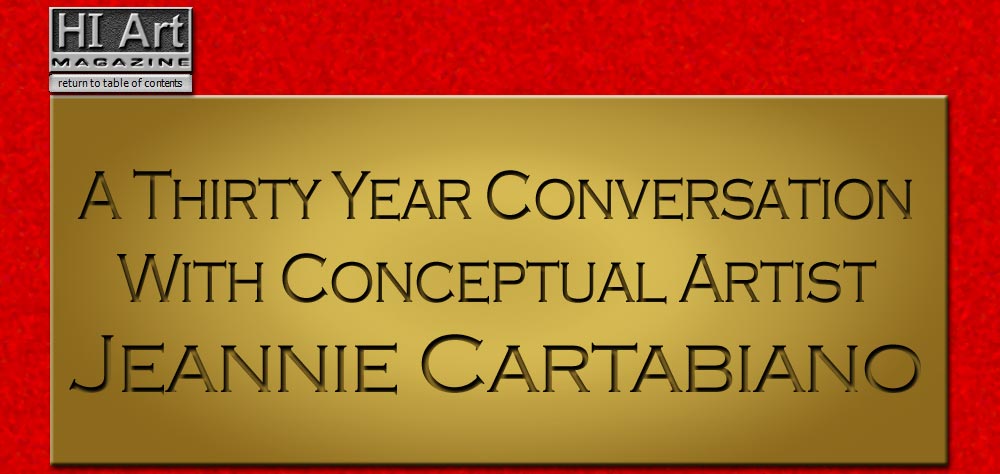 HI Art
MAGAZINE
return to table of contents
A THIRTY YEAR CONVERSATION
WITH CONCEPTUAL ARTIST
JEANNIE CARTABIANO